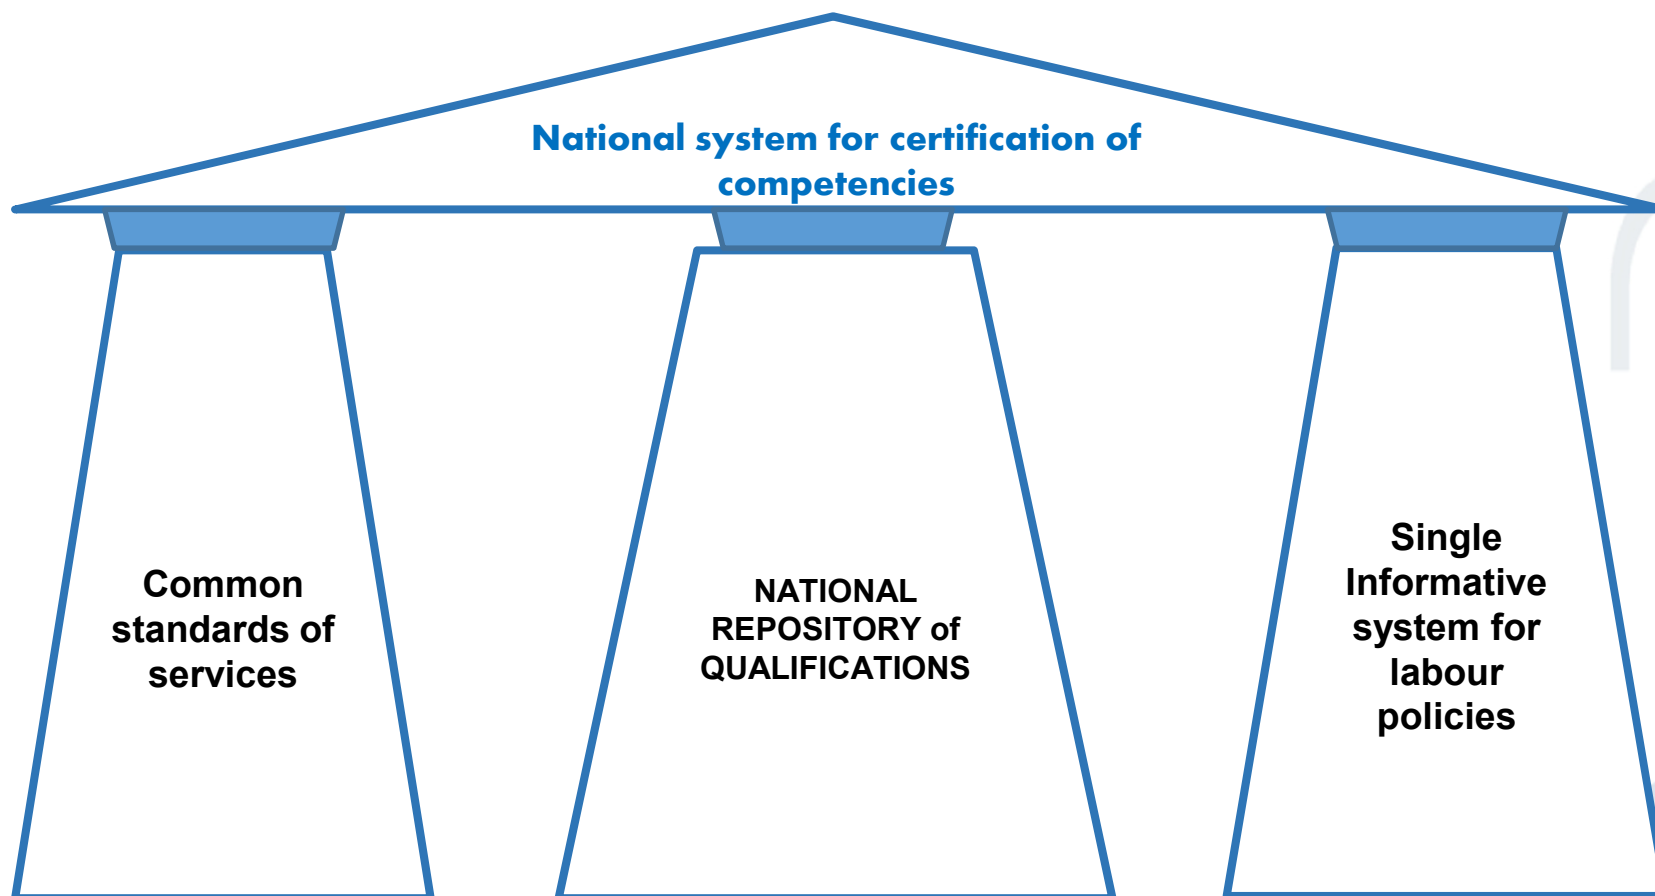 National system for certification of
competencies
Common
standards of
services
NATIONAL
REPOSITORY of
QUALIFICATIONS
Single
Informative
system for
labour
policies